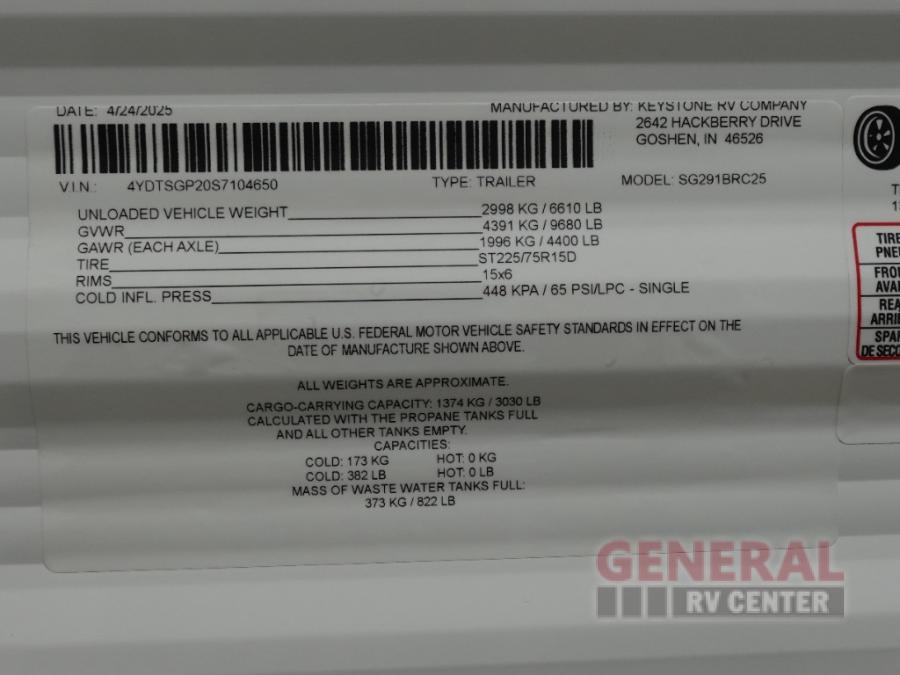 DATE: 4/24/2025
MANUFACTURED BY: KEYSTONE RV COMPANY
2642 HACKBERRY DRIVE
GOSHEN, IN 46526
V.I.N.: 4YDTSGP20S7104650 TYPE: TRAILER MODEL: SG291BRC25
UNLOADED VEHICLE WEIGHT 2998 KG / 6610 LB
GVWR 4391 KG / 9680 LB
GAWR (EACH AXLE) 1996 KG / 4400 LB
TIRE ST225/75R15D
RIMS 15x6
COLD INFL. PRESS 448 KPA / 65 PSI/LPC - SINGLE
THIS VEHICLE CONFORMS TO ALL APPLICABLE U.S. FEDERAL MOTOR VEHICLE SAFETY STANDARDS IN EFFECT ON THE
DATE OF MANUFACTURE SHOWN ABOVE.
ALL WEIGHTS ARE APPROXIMATE.
CARGO-CARRYING CAPACITY: 1374 KG / 3030 LB
CALCULATED WITH THE PROPANE TANKS FULL
AND ALL OTHER TANKS EMPTY.
CAPACITIES:
COLD: 173 KG HOT: 0 KG
COLD: 382 LB HOT: 0 LB
MASS OF WASTE WATER TANKS FULL:
373 KG / 822 LB
TIRE
DE
GENERAL
RV CENTER